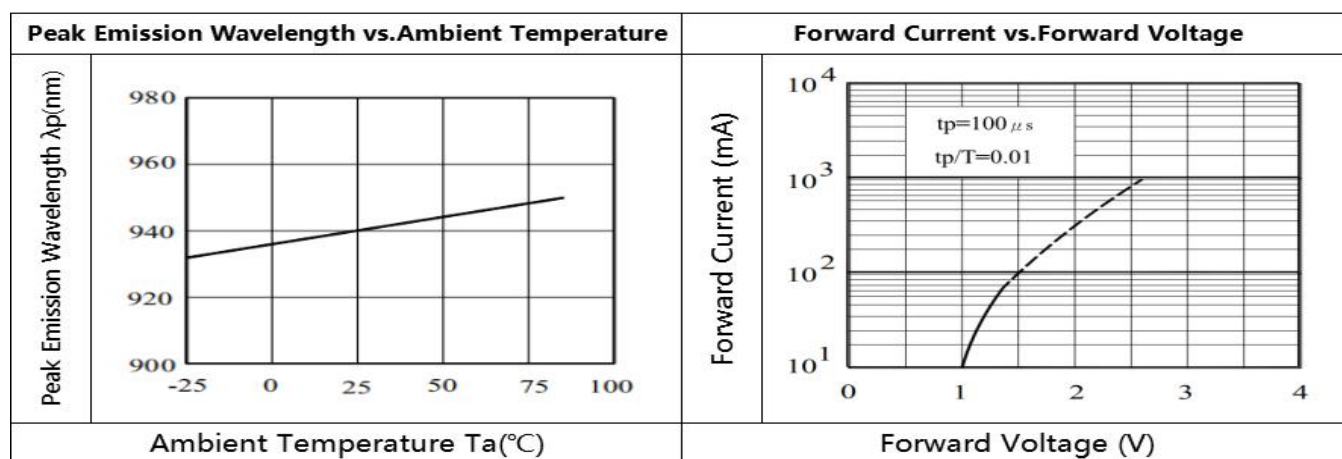 Peak Emission Wavelength vs.Ambient Temperature
Peak Emission Wavelength λp(nm)
980
960
940
920
900
-25 0 25 50 75 100
Ambient Temperature Ta(℃)
Forward Current vs.Forward Voltage
Forward Current (mA)
10⁴
tp=100μs
tp/T=0.01
10³
10²
10¹
0 1 2 3 4
Forward Voltage (V)